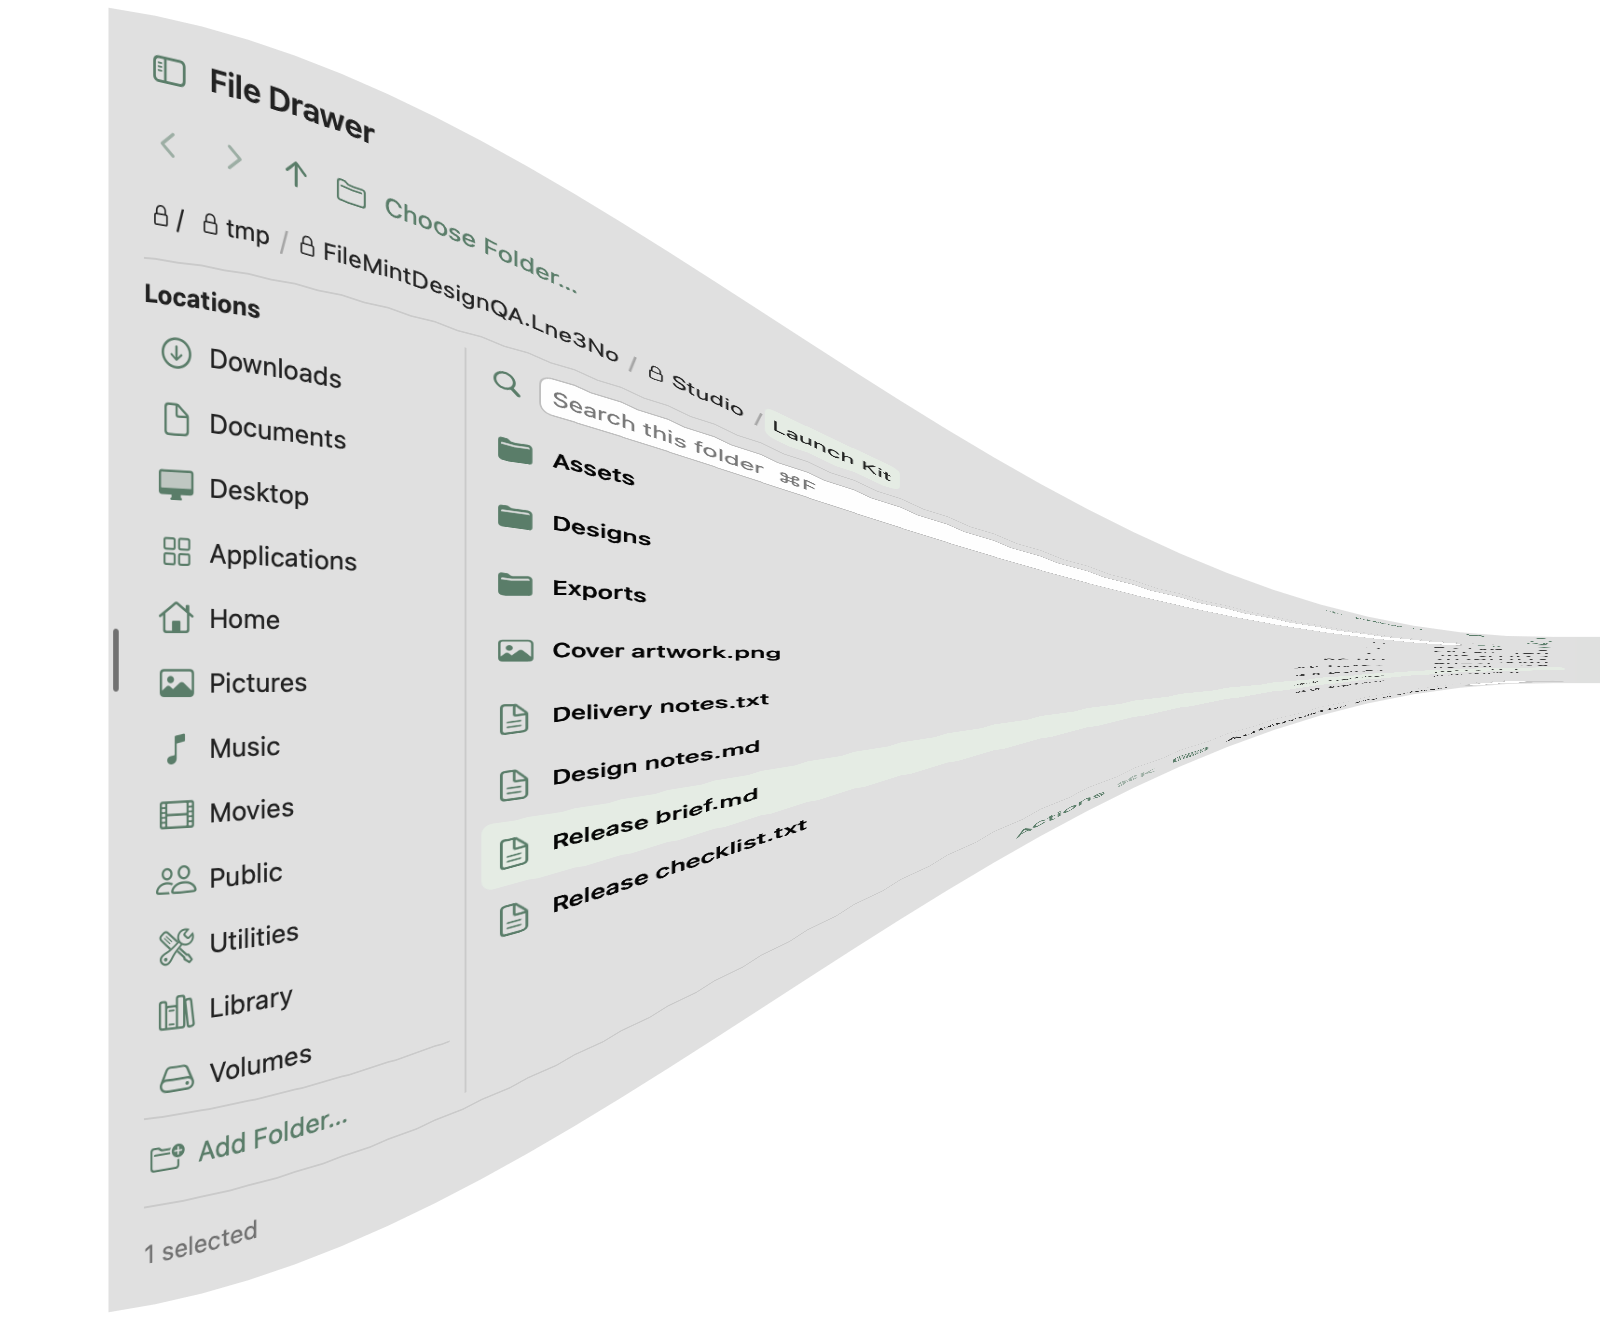 File Drawer
Choose Folder...
/ tmp / FileMintDesignQA.Lne3No / Studio / Launch Kit
Locations
Downloads
Documents
Desktop
Applications
Home
Pictures
Music
Movies
Public
Utilities
Library
Volumes
Add Folder...
Search this folder ⌘F
Assets
Designs
Exports
Cover artwork.png
Delivery notes.txt
Design notes.md
Release brief.md
Release checklist.txt
1 selected
Actions